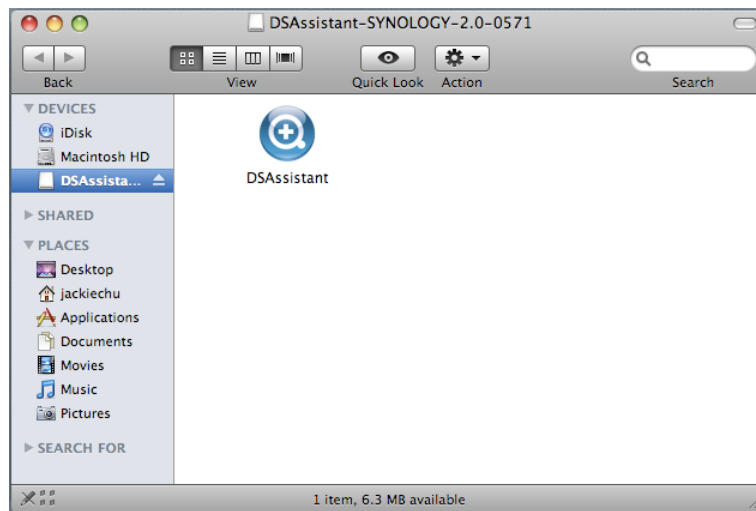 DSAssistant-SYNOLOGY-2.0-0571
Back
View
Quick Look
Action
Search
DEVICES
iDisk
Macintosh HD
DSAssista...
SHARED
PLACES
Desktop
jackiechu
Applications
Documents
Movies
Music
Pictures
SEARCH FOR
DSAssistant
1 item, 6.3 MB available